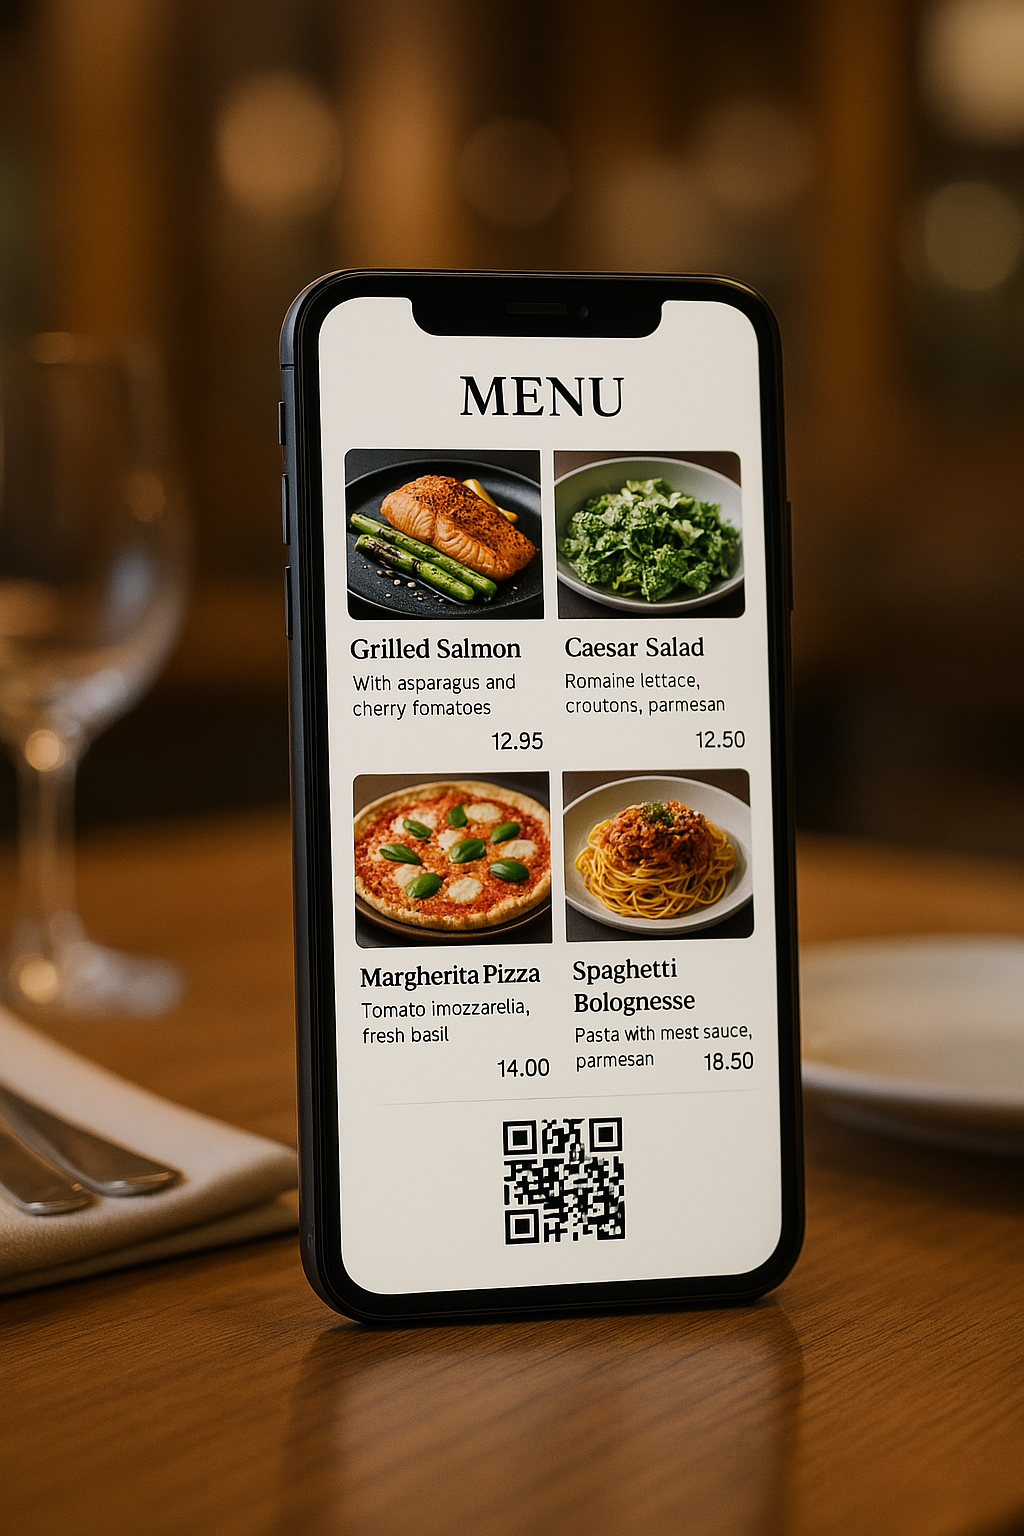 MENU
Grilled Salmon
With asparagus and
cherry fomatoes
12.95
Caesar Salad
Romaine lettace,
croutons, parmesan
12.50
Margherita Pizza
Tomato imozzarelia,
fresh basil
14.00
Spaghetti
Bolognesse
Pasta with mest sauce,
parmesan 18.50